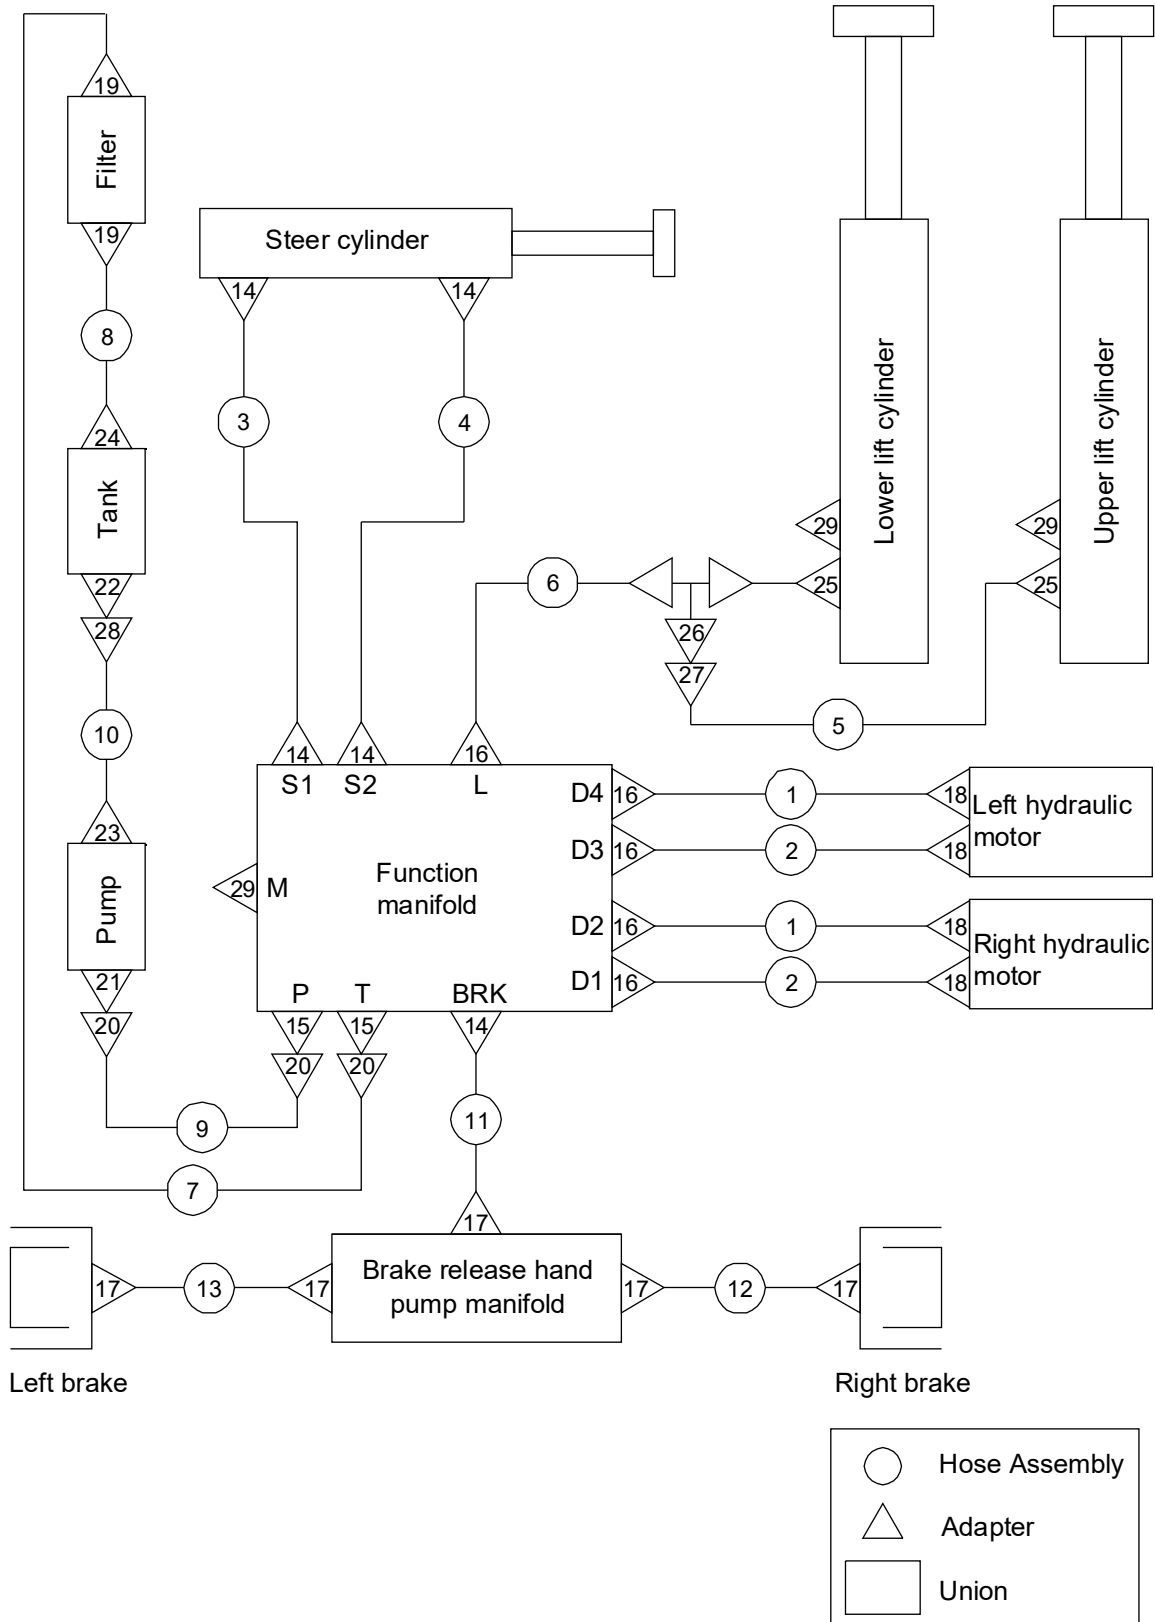 19
Filter
19
8
24
Tank
22
28
10
23
Pump
21
20
9
7
Steer cylinder
14
14
3
4
Lower lift cylinder
29
25
Upper lift cylinder
29
25
6
26
27
5
14
14
16
S1
S2
L
D4
16
1
18
Left hydraulic
motor
D3
16
2
18
29
M
Function
manifold
D2
16
1
18
Right hydraulic
motor
D1
16
2
18
P
T
BRK
15
15
14
20
20
11
17
Brake release hand
pump manifold
17
13
17
17
12
17
Left brake
Right brake
Hose Assembly
Adapter
Union